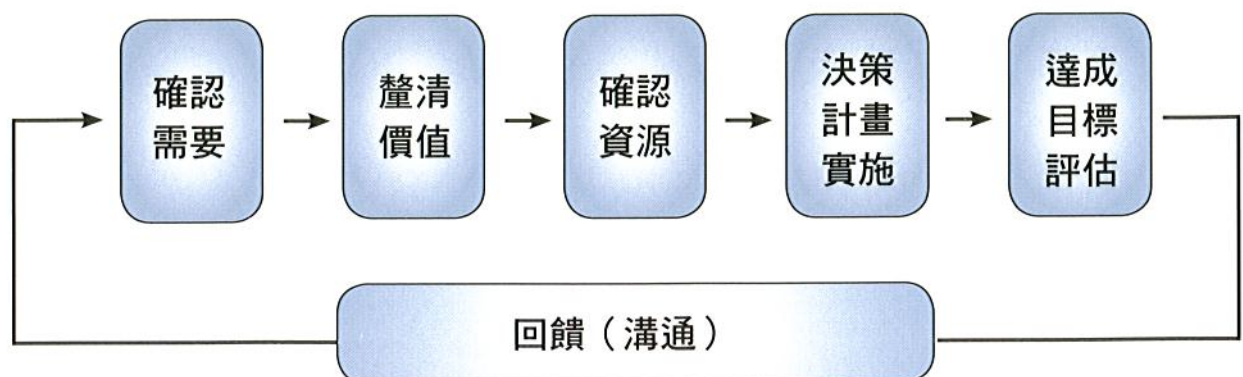 確認
需要
釐清
價值
確認
資源
決策
計畫
實施
達成
目標
評估
回饋（溝通）